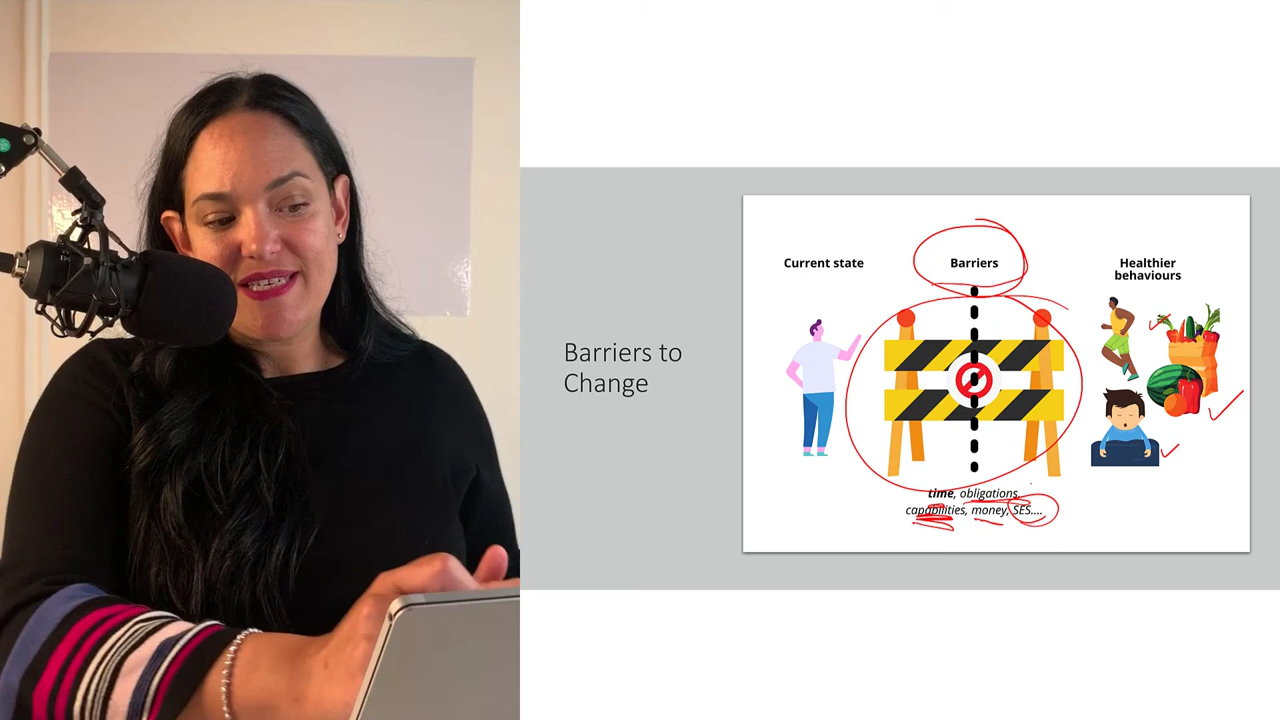 Barriers to
Change
Current state
Barriers
Healthier
behaviours
time, obligations,
capabilities, money, SES....